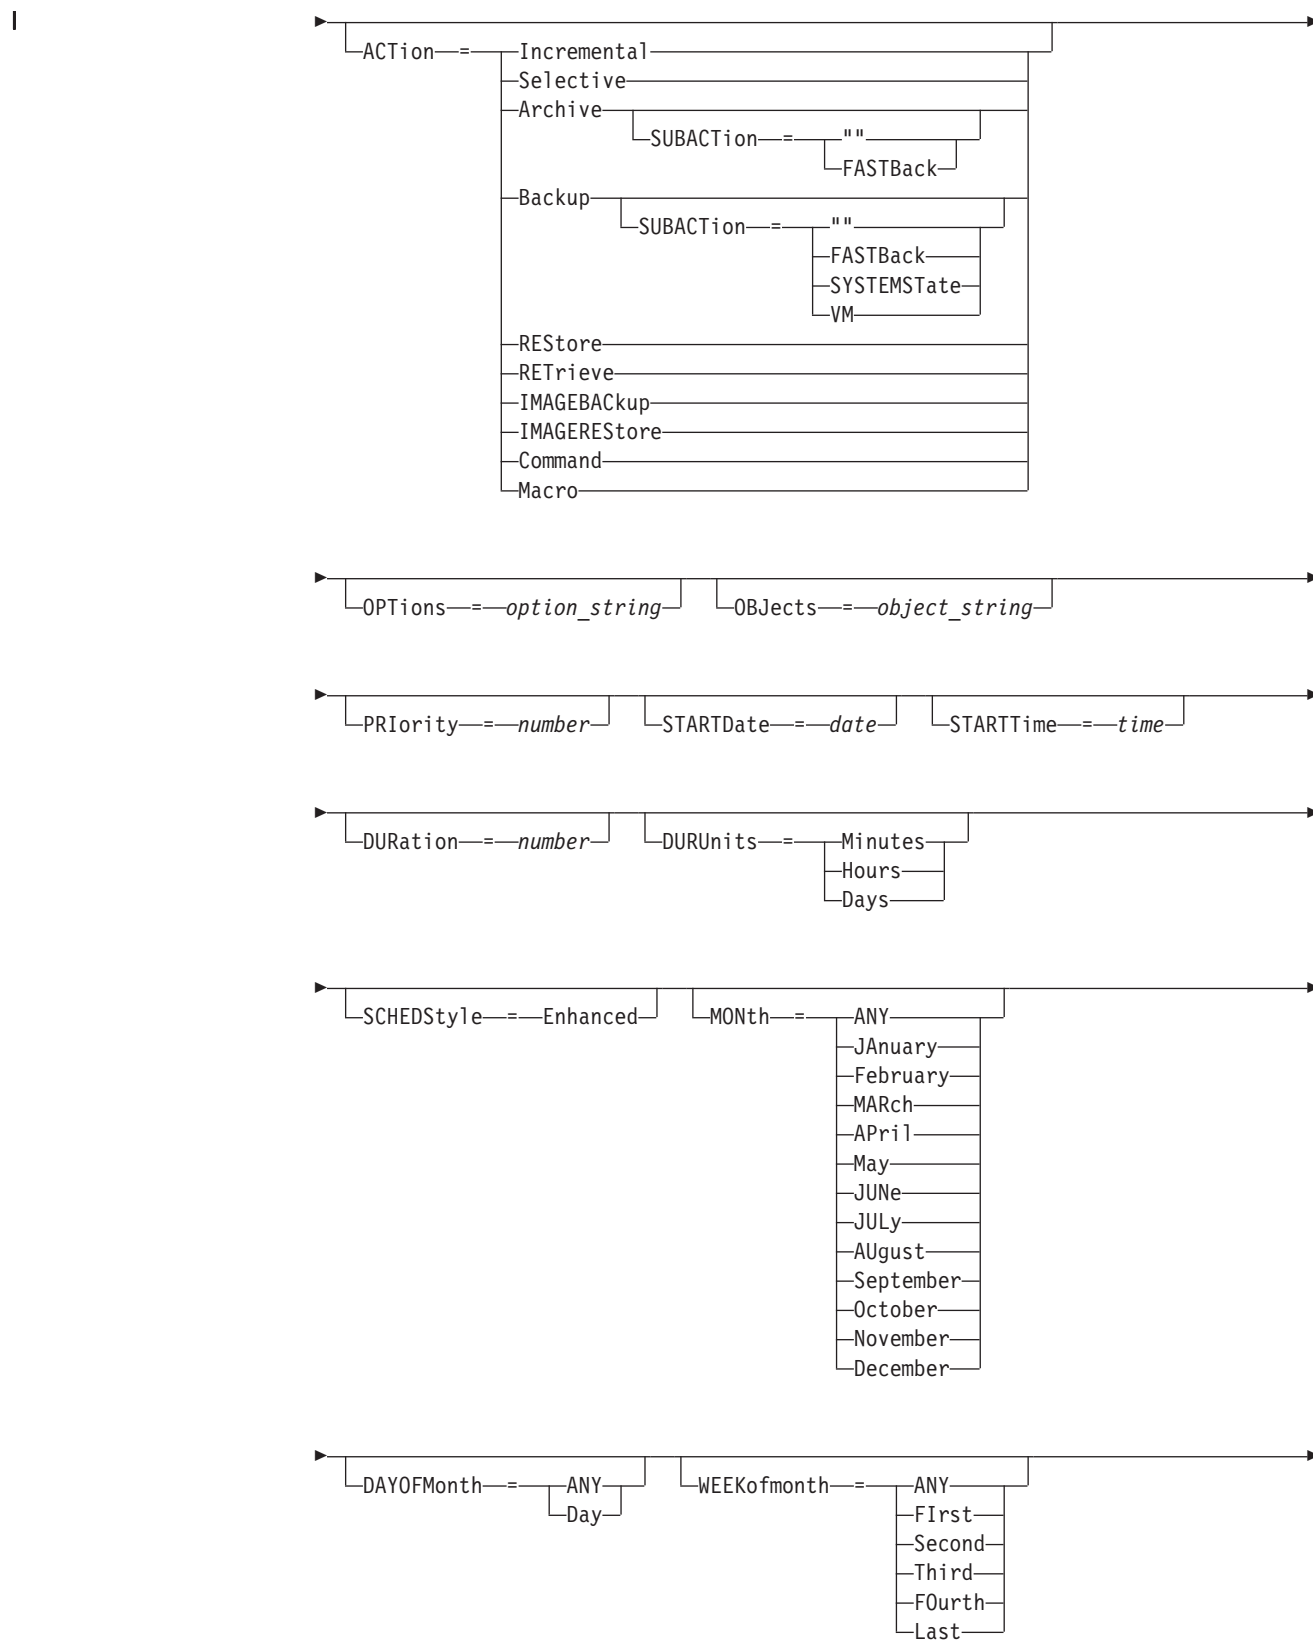 ACTion = Incremental
Selective
Archive
SUBACTion = ""
FASTBack
Backup
SUBACTion = ""
FASTBack
SYSTEMSTate
VM
REStore
RETrieve
IMAGEBACkup
IMAGEREStore
Command
Macro
OPTions = option_string OBJects = object_string
PRIority = number STARTDate = date STARTTime = time
DURation = number DURUnits = Minutes
Hours
Days
SCHEDStyle = Enhanced MONth = ANY
JAnuary
February
MARch
APril
May
JUNe
JULy
AUgust
September
October
November
December
DAYOFMonth = ANY WEEKofmonth = ANY
Day FIrst
Second
Third
FOurth
Last